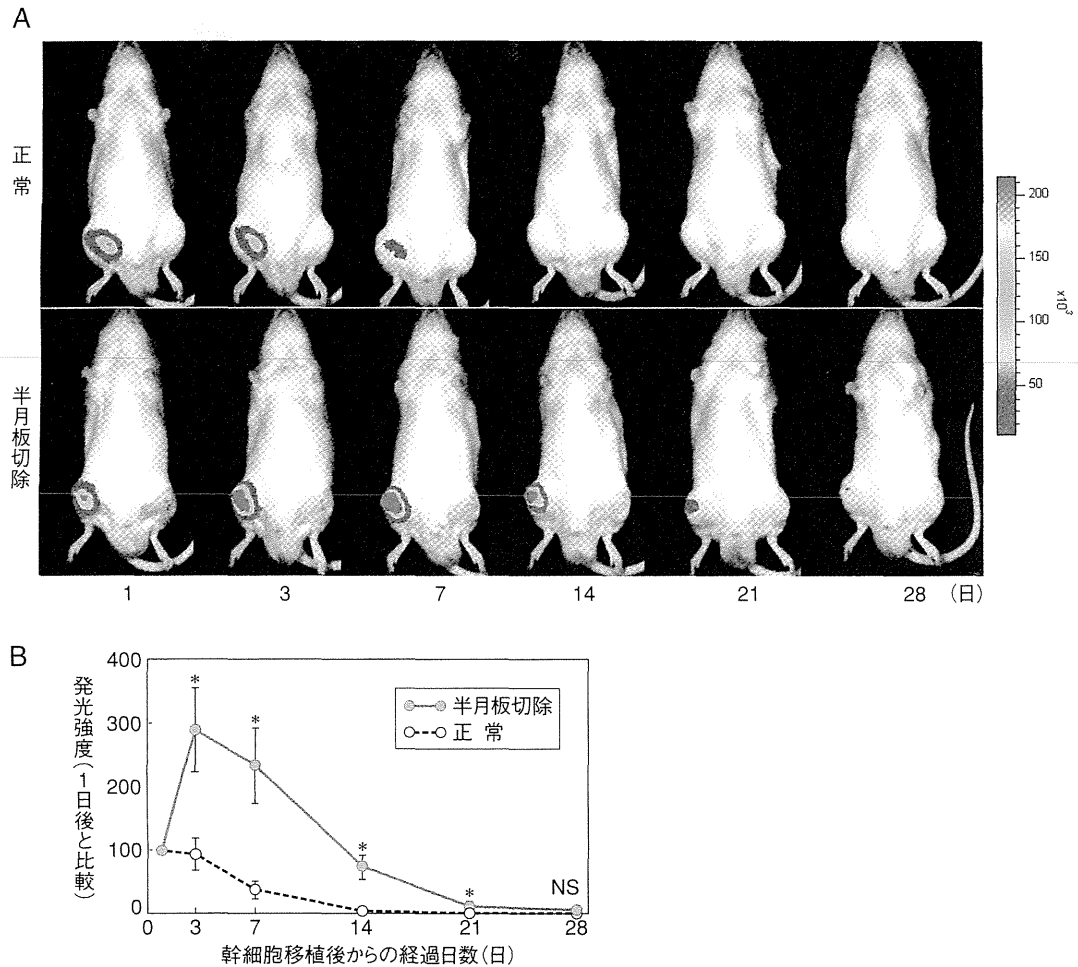 A
正常
200
150
100
50
×10³
半月板切除
1 3 7 14 21 28 (日)
B
400
300
200
100
0
発光強度(1日後と比較)
* * * * NS
半月板切除
正常
0 3 7 14 21 28
幹細胞移植後からの経過日数(日)